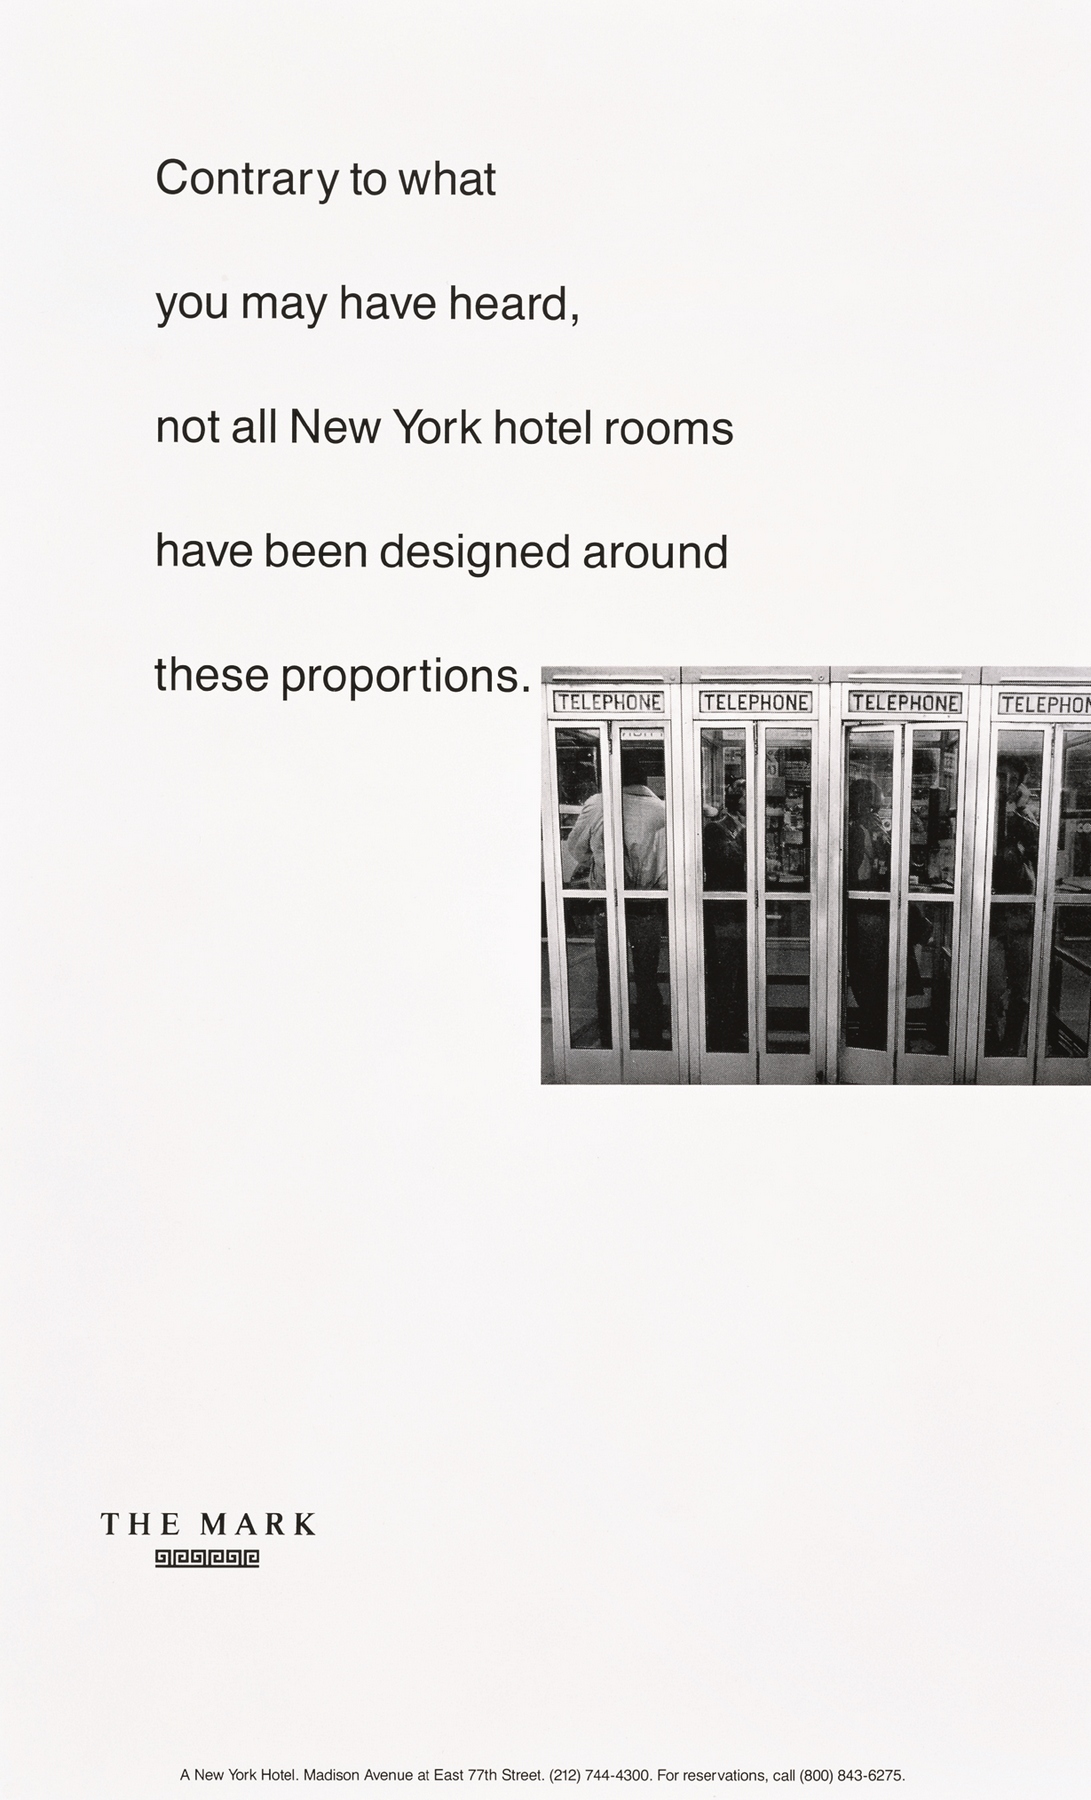 Contrary to what
you may have heard,
not all New York hotel rooms
have been designed around
these proportions.
TELEPHONE TELEPHONE TELEPHONE TELEPHON
THE MARK
A New York Hotel. Madison Avenue at East 77th Street. (212) 744-4300. For reservations, call (800) 843-6275.